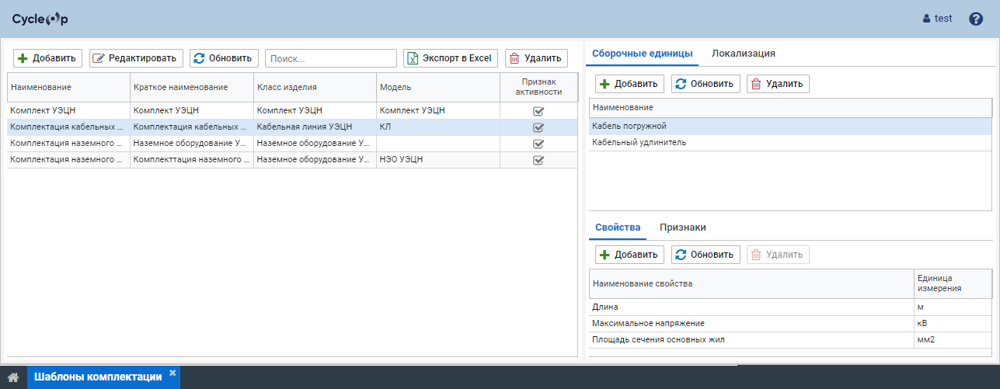 CycleOp
test
Добавить Редактировать Обновить Поиск... Экспорт в Excel Удалить
Наименование Краткое наименование Класс изделия Модель Признак активности
Комплект УЭЦН Комплект УЭЦН Комплект УЭЦН Комплект УЭЦН
Комплектация кабельных ... Комплектация кабельных ... Кабельная линия УЭЦН КЛ
Комплектация наземного ... Наземное оборудование У... Наземное оборудование У...
Комплектация наземного ... Комплекттация наземного ... Наземное оборудование У... НЭО УЭЦН
Сборочные единицы Локализация
Добавить Обновить Удалить
Наименование
Кабель погружной
Кабельный удлинитель
Свойства Признаки
Добавить Обновить Удалить
Наименование свойства Единица измерения
Длина м
Максимальное напряжение кВ
Площадь сечения основных жил мм2
Шаблоны комплектации